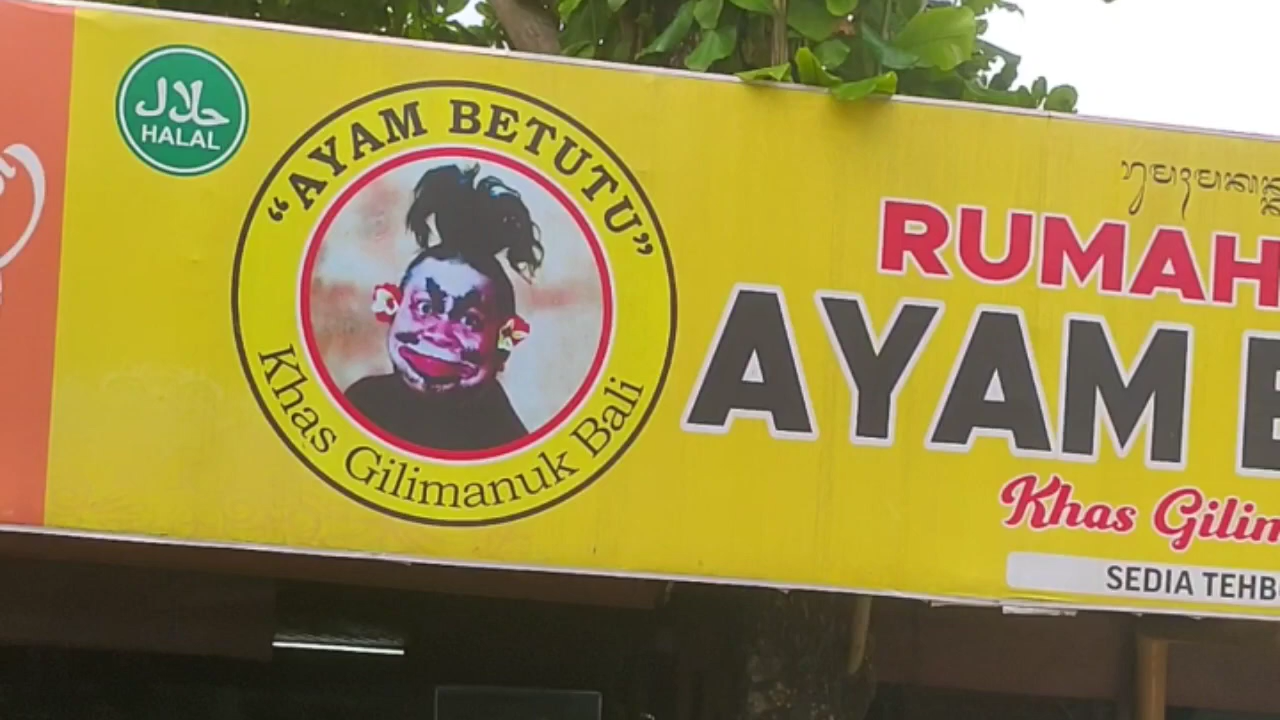 حلال
HALAL
“AYAM BETUTU”
Khas Gilimanuk Bali
RUMAH
AYAM
Khas Gilim
SEDIA TEHB